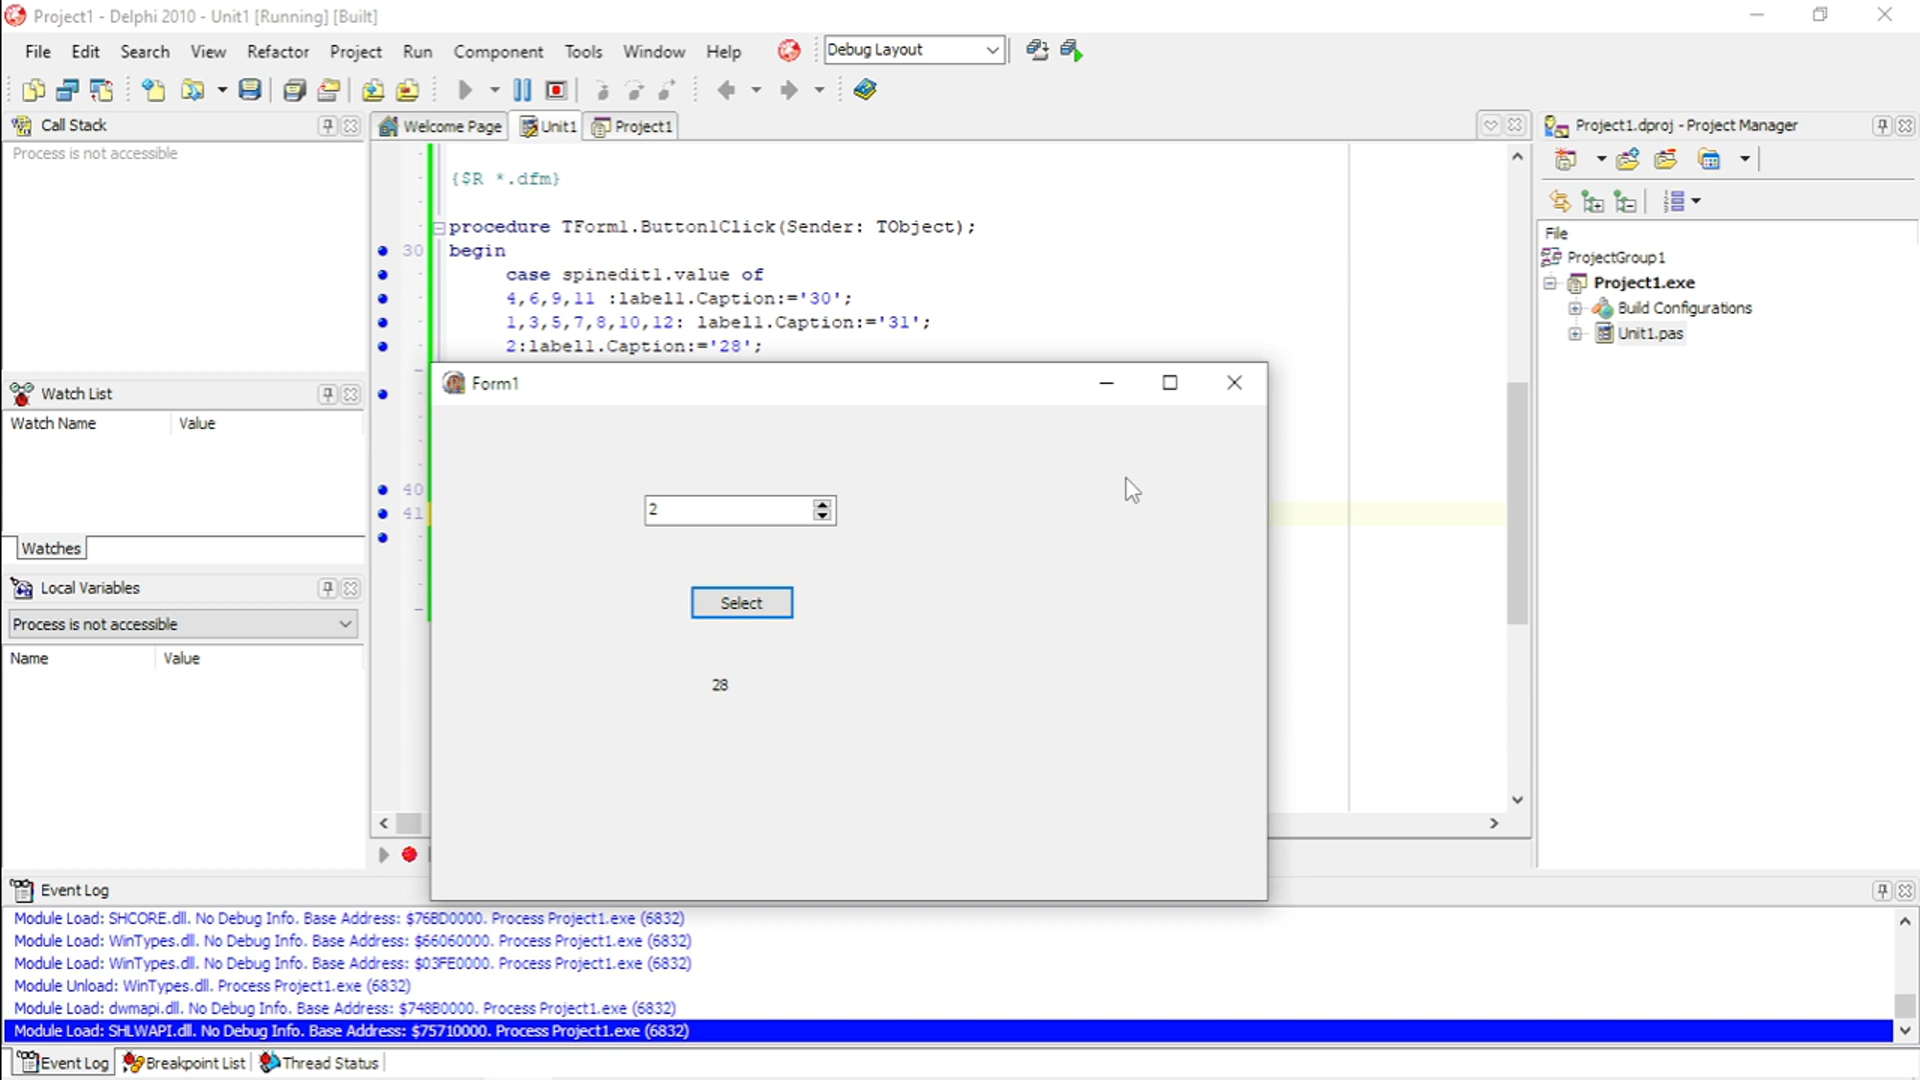 Project1 - Delphi 2010 - Unit1 [Running] [Built]
File Edit Search View Refactor Project Run Component Tools Window Help
Debug Layout
Call Stack
Process is not accessible
Watch List
Watch Name Value
Watches
Local Variables
Process is not accessible
Name Value
Welcome Page Unit1 Project1
{$R *.dfm}
procedure TForm1.Button1Click(Sender: TObject);
30 begin
case spinedit1.value of
4,6,9,11 :label1.Caption:='30';
1,3,5,7,8,10,12: label1.Caption:='31';
2:label1.Caption:='28';
40
41
Form1
2
Select
28
Project1.dproj - Project Manager
File
ProjectGroup1
Project1.exe
Build Configurations
Unit1.pas
Event Log
Module Load: SHCORE.dll. No Debug Info. Base Address: $76BD0000. Process Project1.exe (6832)
Module Load: WinTypes.dll. No Debug Info. Base Address: $66060000. Process Project1.exe (6832)
Module Load: WinTypes.dll. No Debug Info. Base Address: $03FE0000. Process Project1.exe (6832)
Module Unload: WinTypes.dll. Process Project1.exe (6832)
Module Load: dwmapi.dll. No Debug Info. Base Address: $748B0000. Process Project1.exe (6832)
Module Load: SHLWAPI.dll. No Debug Info. Base Address: $75710000. Process Project1.exe (6832)
Event Log Breakpoint List Thread Status